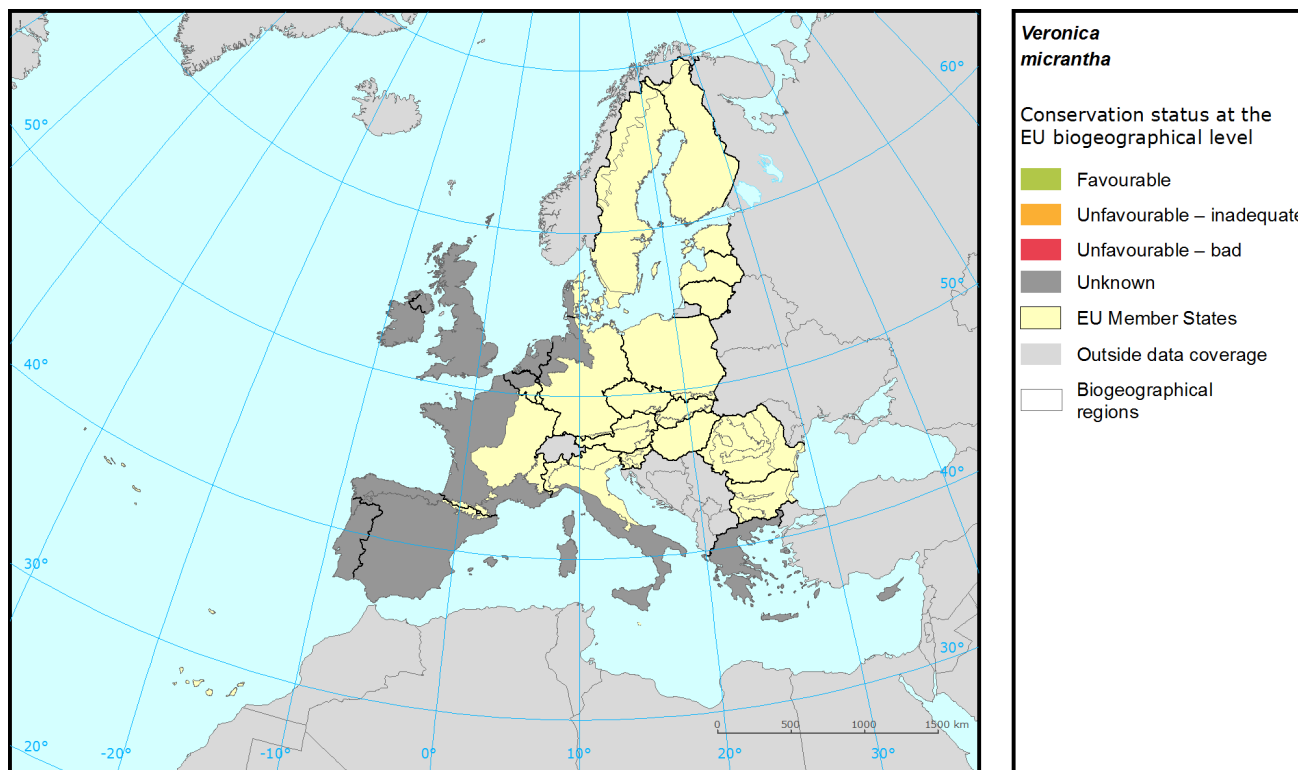 Veronica
micrantha
Conservation status at the
EU biogeographical level
Favourable
Unfavourable – inadequate
Unfavourable – bad
Unknown
EU Member States
Outside data coverage
Biogeographical
regions
60°
50°
50°
40°
40°
30°
30°
20°
-20°
-10°
0°
10°
20°
30°
0 500 1000 1500 km